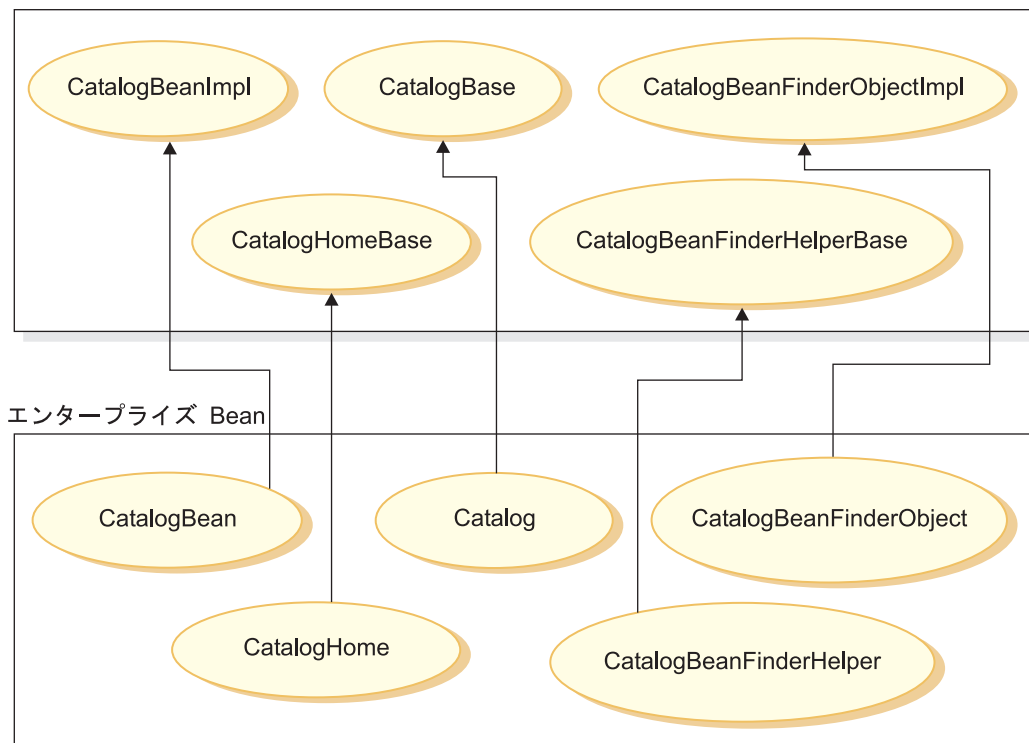 CatalogBeanImpl
CatalogBase
CatalogBeanFinderObjectImpl
CatalogHomeBase
CatalogBeanFinderHelperBase
エンタープライズ Bean
CatalogBean
Catalog
CatalogBeanFinderObject
CatalogHome
CatalogBeanFinderHelper